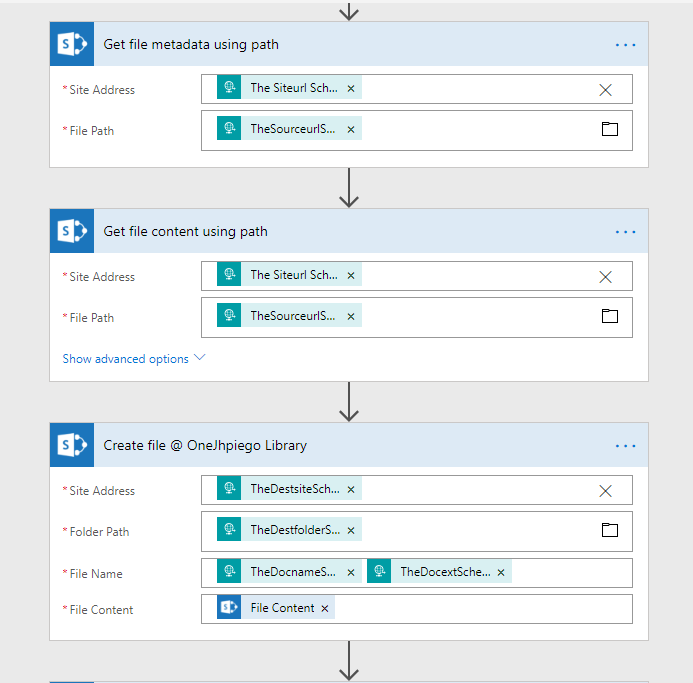 Get file metadata using path
* Site Address The Siteurl Sch... ×
* File Path TheSourceurlS... ×
Get file content using path
* Site Address The Siteurl Sch... ×
* File Path TheSourceurlS... ×
Show advanced options
Create file @ OneJhpiego Library
* Site Address TheDestsiteSch... ×
* Folder Path TheDestfolderS... ×
* File Name TheDocnameS... × TheDocextSche... ×
* File Content File Content ×